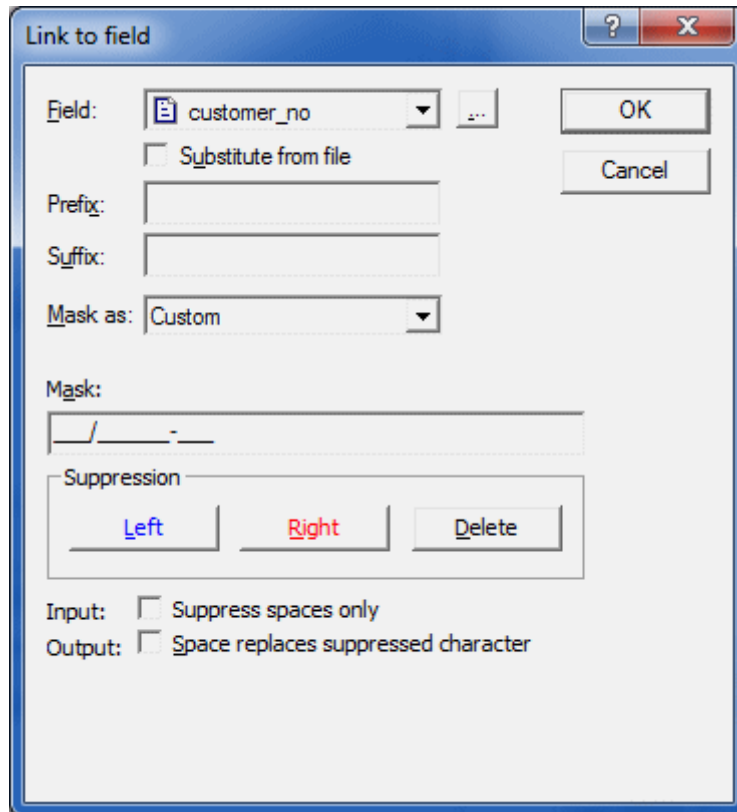 Link to field
?
X
Field: customer_no ... OK
Substitute from file
Cancel
Prefix:
Suffix:
Mask as: Custom
Mask:
___/______-___
Suppression
Left Right Delete
Input: Suppress spaces only
Output: Space replaces suppressed character